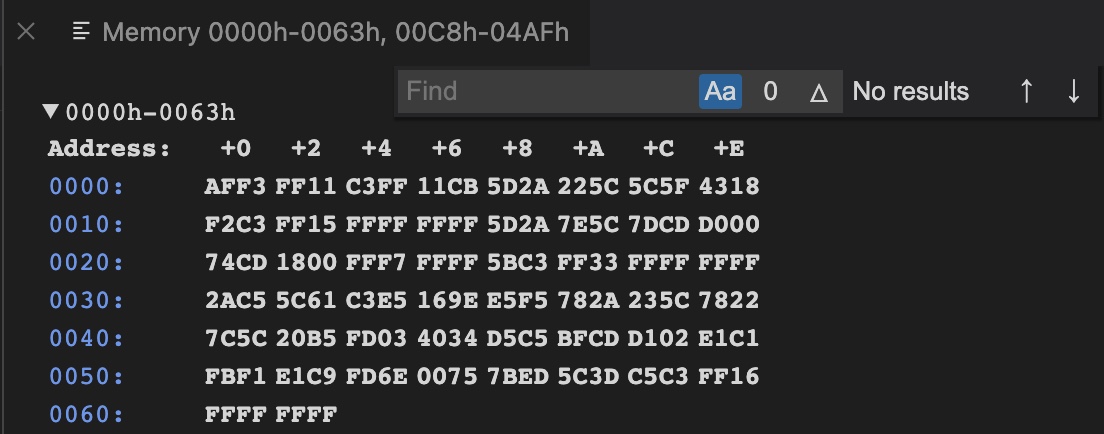 Memory 0000h-0063h, 00C8h-04AFh
Find Aa 0 No results ↑ ↓
▼0000h-0063h
Address: +0 +2 +4 +6 +8 +A +C +E
0000: AFF3 FF11 C3FF 11CB 5D2A 225C 5C5F 4318
0010: F2C3 FF15 FFFF FFFF 5D2A 7E5C 7DCD D000
0020: 74CD 1800 FFF7 FFFF 5BC3 FF33 FFFF FFFF
0030: 2AC5 5C61 C3E5 169E E5F5 782A 235C 7822
0040: 7C5C 20B5 FD03 4034 D5C5 BFCD D102 E1C1
0050: FBF1 E1C9 FD6E 0075 7BED 5C3D C5C3 FF16
0060: FFFF FFFF